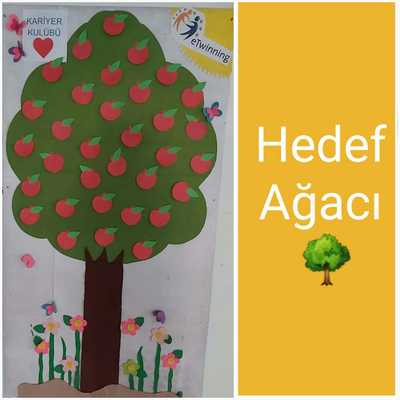 KARİYER
KULÜBÜ
eTwinning
Hedef
Ağacı